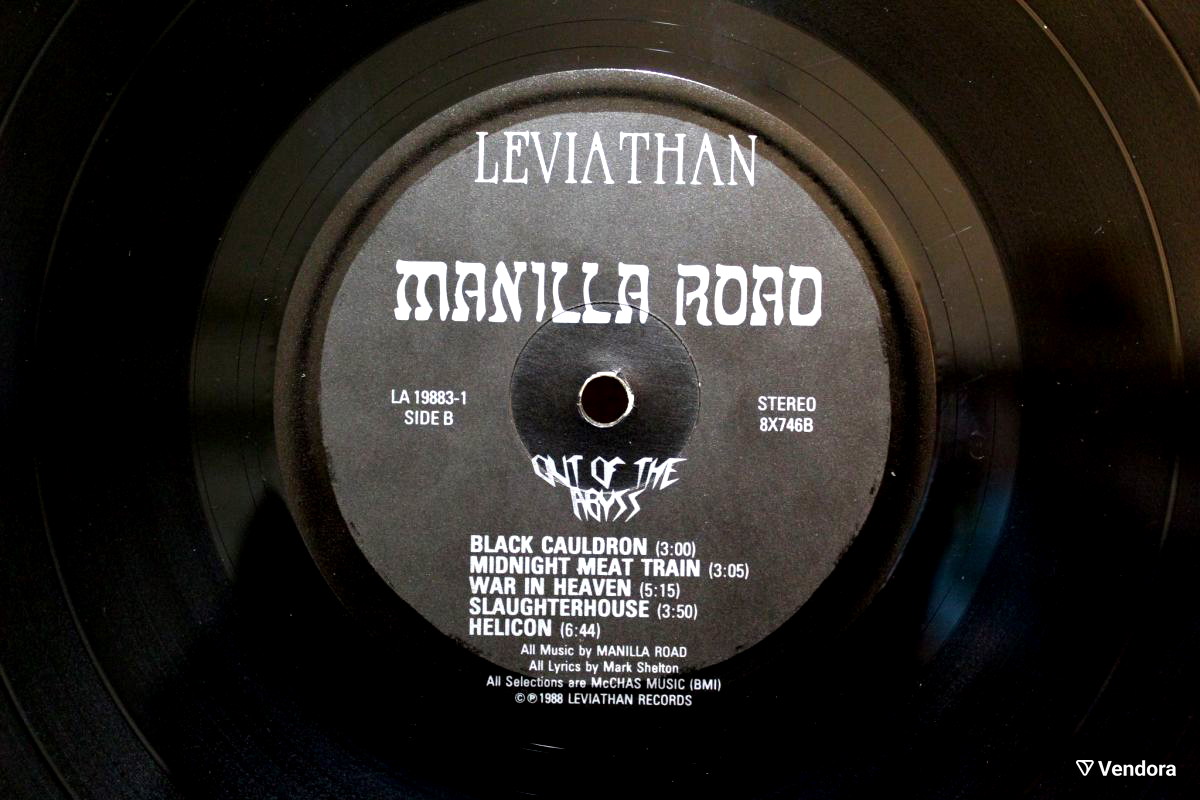 LEVIATHAN
MANILLA ROAD
LA 19883-1
SIDE B
STEREO
8X746B
OUT OF THE
ABYSS
BLACK CAULDRON (3:00)
MIDNIGHT MEAT TRAIN (3:05)
WAR IN HEAVEN (5:15)
SLAUGHTERHOUSE (3:50)
HELICON (6:44)
All Music by MANILLA ROAD
All Lyrics by Mark Shelton
All Selections are McCHAS MUSIC (BMI)
©℗1988 LEVIATHAN RECORDS
Vendora